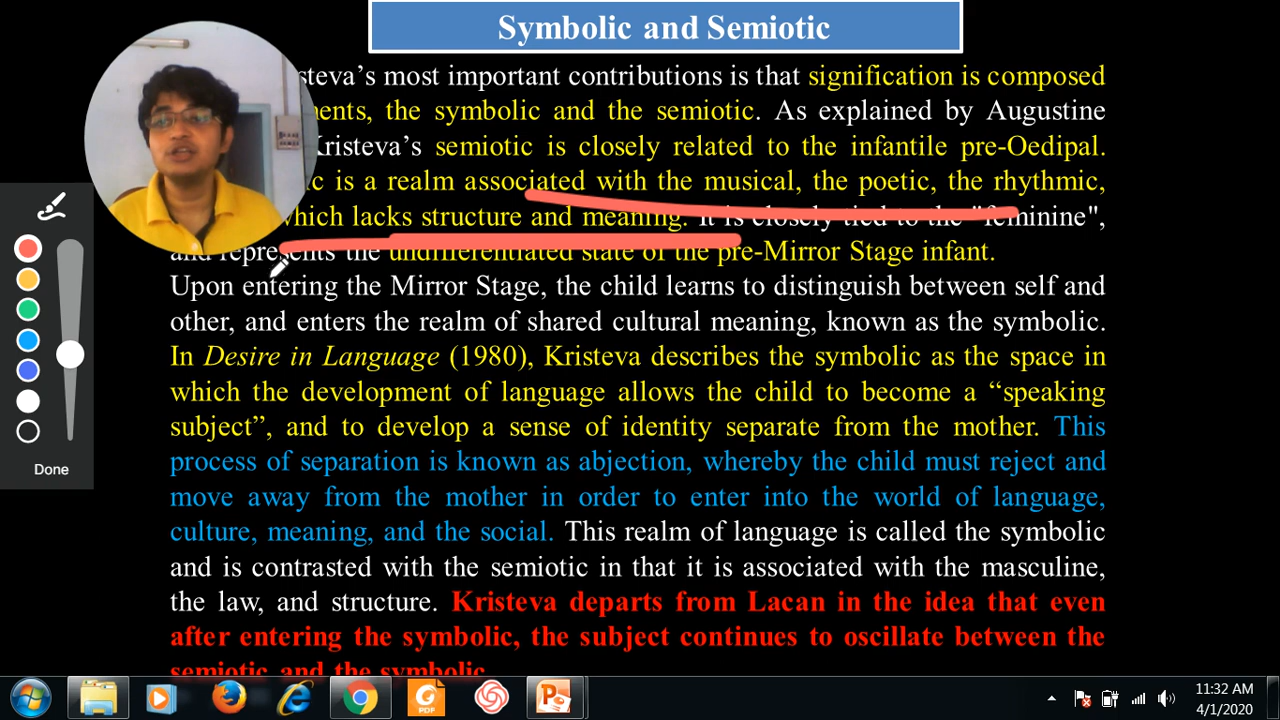 Symbolic and Semiotic
steva's most important contributions is that signification is composed
ments, the symbolic and the semiotic. As explained by Augustine
Kristeva's semiotic is closely related to the infantile pre-Oedipal.
c is a realm associated with the musical, the poetic, the rhythmic,
which lacks structure and meaning. It is closely tied to the "feminine",
and represents the undifferentiated state of the pre-Mirror Stage infant.
Upon entering the Mirror Stage, the child learns to distinguish between self and
other, and enters the realm of shared cultural meaning, known as the symbolic.
In Desire in Language (1980), Kristeva describes the symbolic as the space in
which the development of language allows the child to become a “speaking
subject”, and to develop a sense of identity separate from the mother. This
process of separation is known as abjection, whereby the child must reject and
move away from the mother in order to enter into the world of language,
culture, meaning, and the social. This realm of language is called the symbolic
and is contrasted with the semiotic in that it is associated with the masculine,
the law, and structure. Kristeva departs from Lacan in the idea that even
after entering the symbolic, the subject continues to oscillate between the
semiotic and the symbolic.
Done
PDF
11:32 AM
4/1/2020